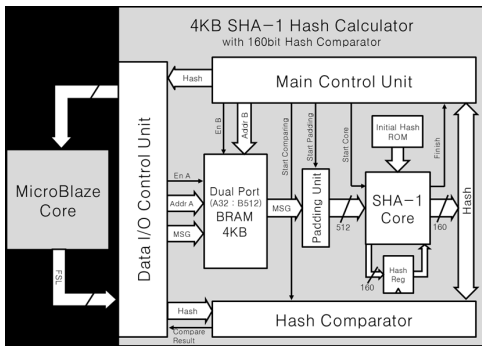 4KB SHA-1 Hash Calculator
with 160bit Hash Comparator
Hash
Main Control Unit
En B
Addr B
Start Comparing
Start Padding
Start Core
Initial Hash
ROM
Finish
MicroBlaze
Core
FSL
Data I/O Control Unit
En A
Addr A
MSG
Dual Port
(A32 : B512)
BRAM
4KB
MSG
Padding Unit
512
SHA-1
Core
160
Hash
160
Hash
Reg
Hash
Compare
Result
Hash Comparator